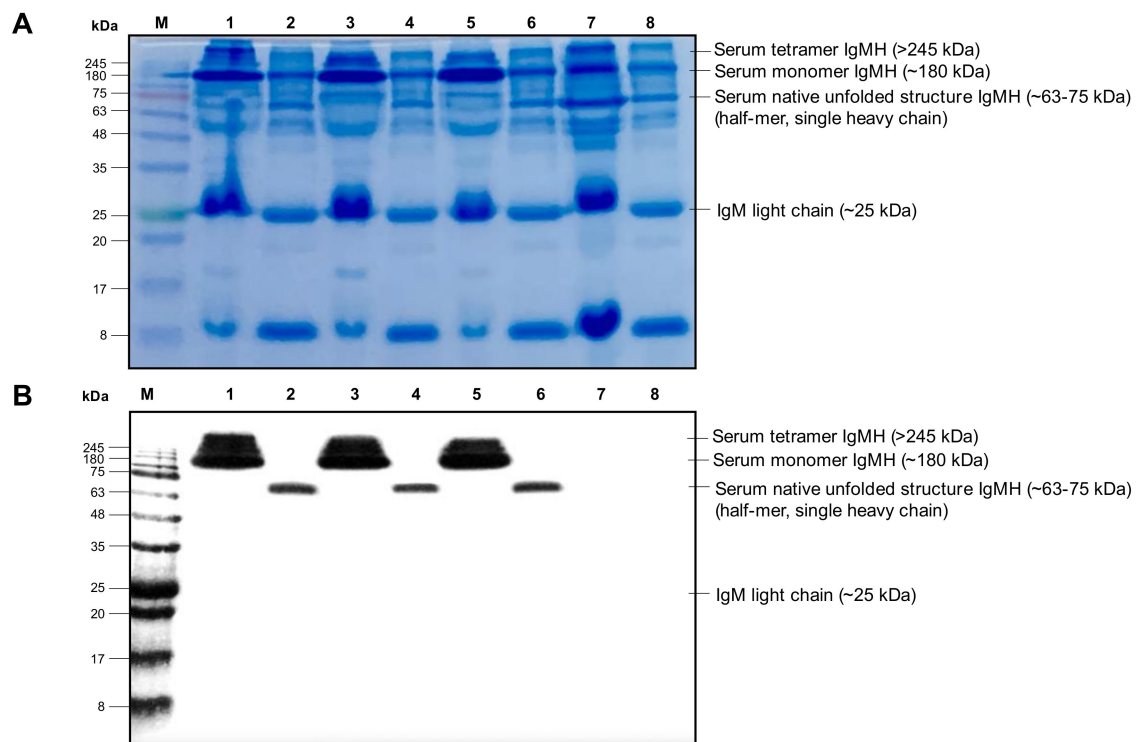 A
kDa M 1 2 3 4 5 6 7 8
245
180
75
63
48
35
25
20
17
8
Serum tetramer IgMH (>245 kDa)
Serum monomer IgMH (~180 kDa)
Serum native unfolded structure IgMH (~63-75 kDa)
(half-mer, single heavy chain)
IgM light chain (~25 kDa)
B
kDa M 1 2 3 4 5 6 7 8
245
180
75
63
48
35
25
20
17
8
Serum tetramer IgMH (>245 kDa)
Serum monomer IgMH (~180 kDa)
Serum native unfolded structure IgMH (~63-75 kDa)
(half-mer, single heavy chain)
IgM light chain (~25 kDa)